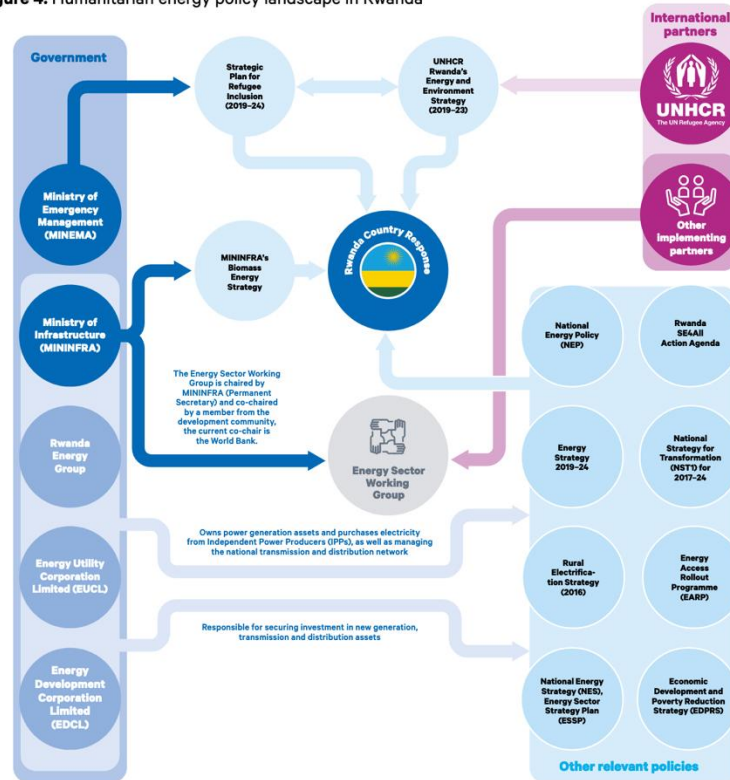 gure 4. Humanitarian energy policy landscape in Rwanda
Government
International
partners
Strategic
Plan for
Refugee
Inclusion
(2019–24)
UNHCR
Rwanda's
Energy and
Environment
Strategy
(2019–23)
UNHCR
The UN Refugee Agency
Ministry of
Emergency
Management
(MINEMA)
Other
implementing
partners
Rwanda Country Response
MININFRA's
Biomass
Energy
Strategy
Ministry of
Infrastructure
(MININFRA)
National
Energy Policy
(NEP)
Rwanda
SE4All
Action Agenda
The Energy Sector Working
Group is chaired by
MININFRA (Permanent
Secretary) and co-chaired
by a member from the
development community,
the current co-chair is
the World Bank.
Rwanda
Energy
Group
Energy Sector
Working
Group
Energy
Strategy
2019–24
National
Strategy for
Transformation
(NST1) for
2017–24
Owns power generation assets and purchases electricity
from Independent Power Producers (IPPs), as well as managing
the national transmission and distribution network
Energy Utility
Corporation
Limited (EUCL)
Rural
Electrifica-
tion Strategy
(2016)
Energy
Access
Rollout
Programme
(EARP)
Responsible for securing investment in new generation,
transmission and distribution assets
Energy
Development
Corporation
Limited
(EDCL)
National Energy
Strategy (NES),
Energy Sector
Strategy Plan
(ESSP)
Economic
Development and
Poverty Reduction
Strategy (EDPRS)
Other relevant policies